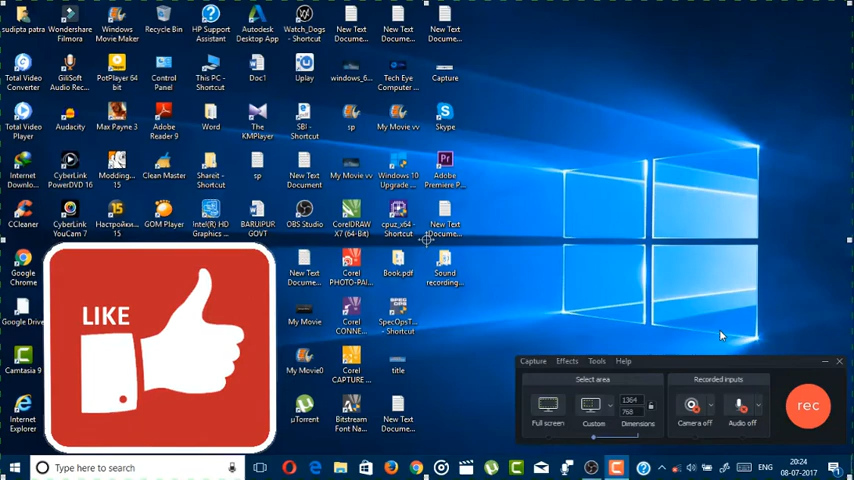 sudipta patra
Wondershare
Filmora
Windows
Movie Maker
Recycle Bin
HP Support
Assistant
Autodesk
Desktop App
Watch_Dogs
- Shortcut
New Text
Docume...
New Text
Docume...
New Text
Docume...
Total Video
Converter
GiliSoft
Audio Rec...
PotPlayer 64
bit
Control
Panel
This PC -
Shortcut
Doc1
Uplay
windows_6...
Tech Eye
Computer ...
Capture
Total Video
Player
Audacity
Max Payne 3
Adobe
Reader 9
Word
The
KMPlayer
SBI -
Shortcut
sp
My Movie vv
Skype
Internet
Downlo...
CyberLink
PowerDVD 16
Modding...
15
Clean Master
Shareit -
Shortcut
sp
New Text
Document
My Movie vv
Windows 10
Upgrade ...
Pr
Adobe
Premiere P...
CCleaner
CyberLink
YouCam 7
15
Настройки...
15
GOM Player
Intel(R) HD
Graphics ...
BARUIPUR
GOVT
OBS Studio
CorelDRAW
X7 (64-Bit)
cpuz_x64 -
Shortcut
New Text
Docume...
Google
Chrome
New Text
Docume...
Corel
PHOTO-PAI...
Book.pdf
Sound
recording...
Google Drive
My Movie
Corel
CONNE...
SPEC OPS
SpecOpsT...
- Shortcut
Camtasia 9
My Movie0
Corel
CAPTURE ...
title
Internet
Explorer
µTorrent
Bitstream
Font Na...
New Text
Docume...
LIKE
Capture Effects Tools Help
Select area
Recorded inputs
1364
768
rec
Full screen
Custom
Dimensions
Camera off
Audio off
Type here to search
ENG
20:24
08-07-2017